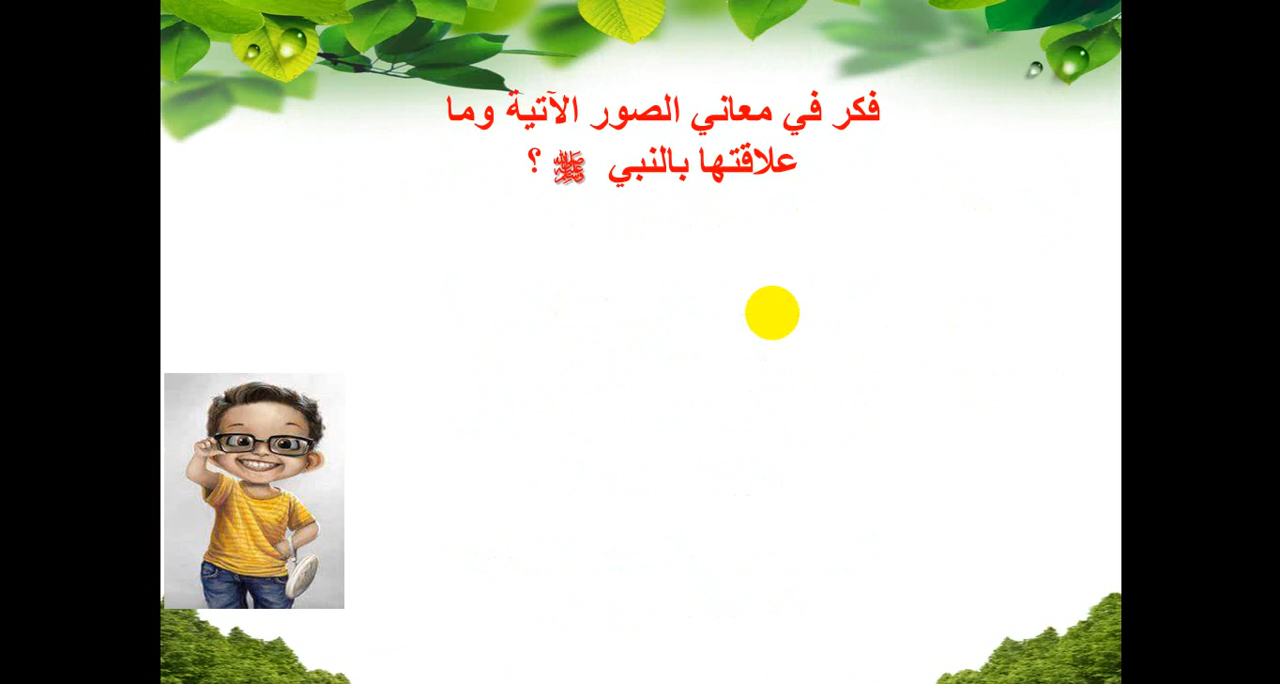 فكر في معاني الصور الآتية وما
علاقتها بالنبي ﷺ ؟